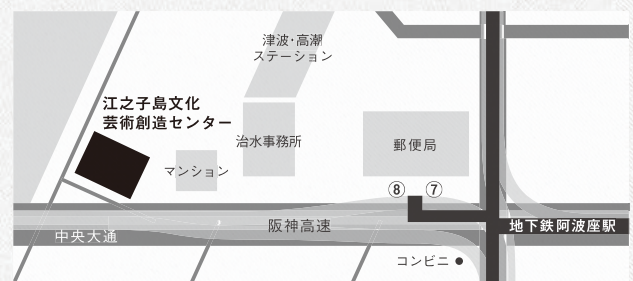 津波・高潮
ステーション
江之子島文化
芸術創造センター
治水事務所
郵便局
マンション
⑧ ⑦
阪神高速
地下鉄阿波座駅
中央大通
コンビニ